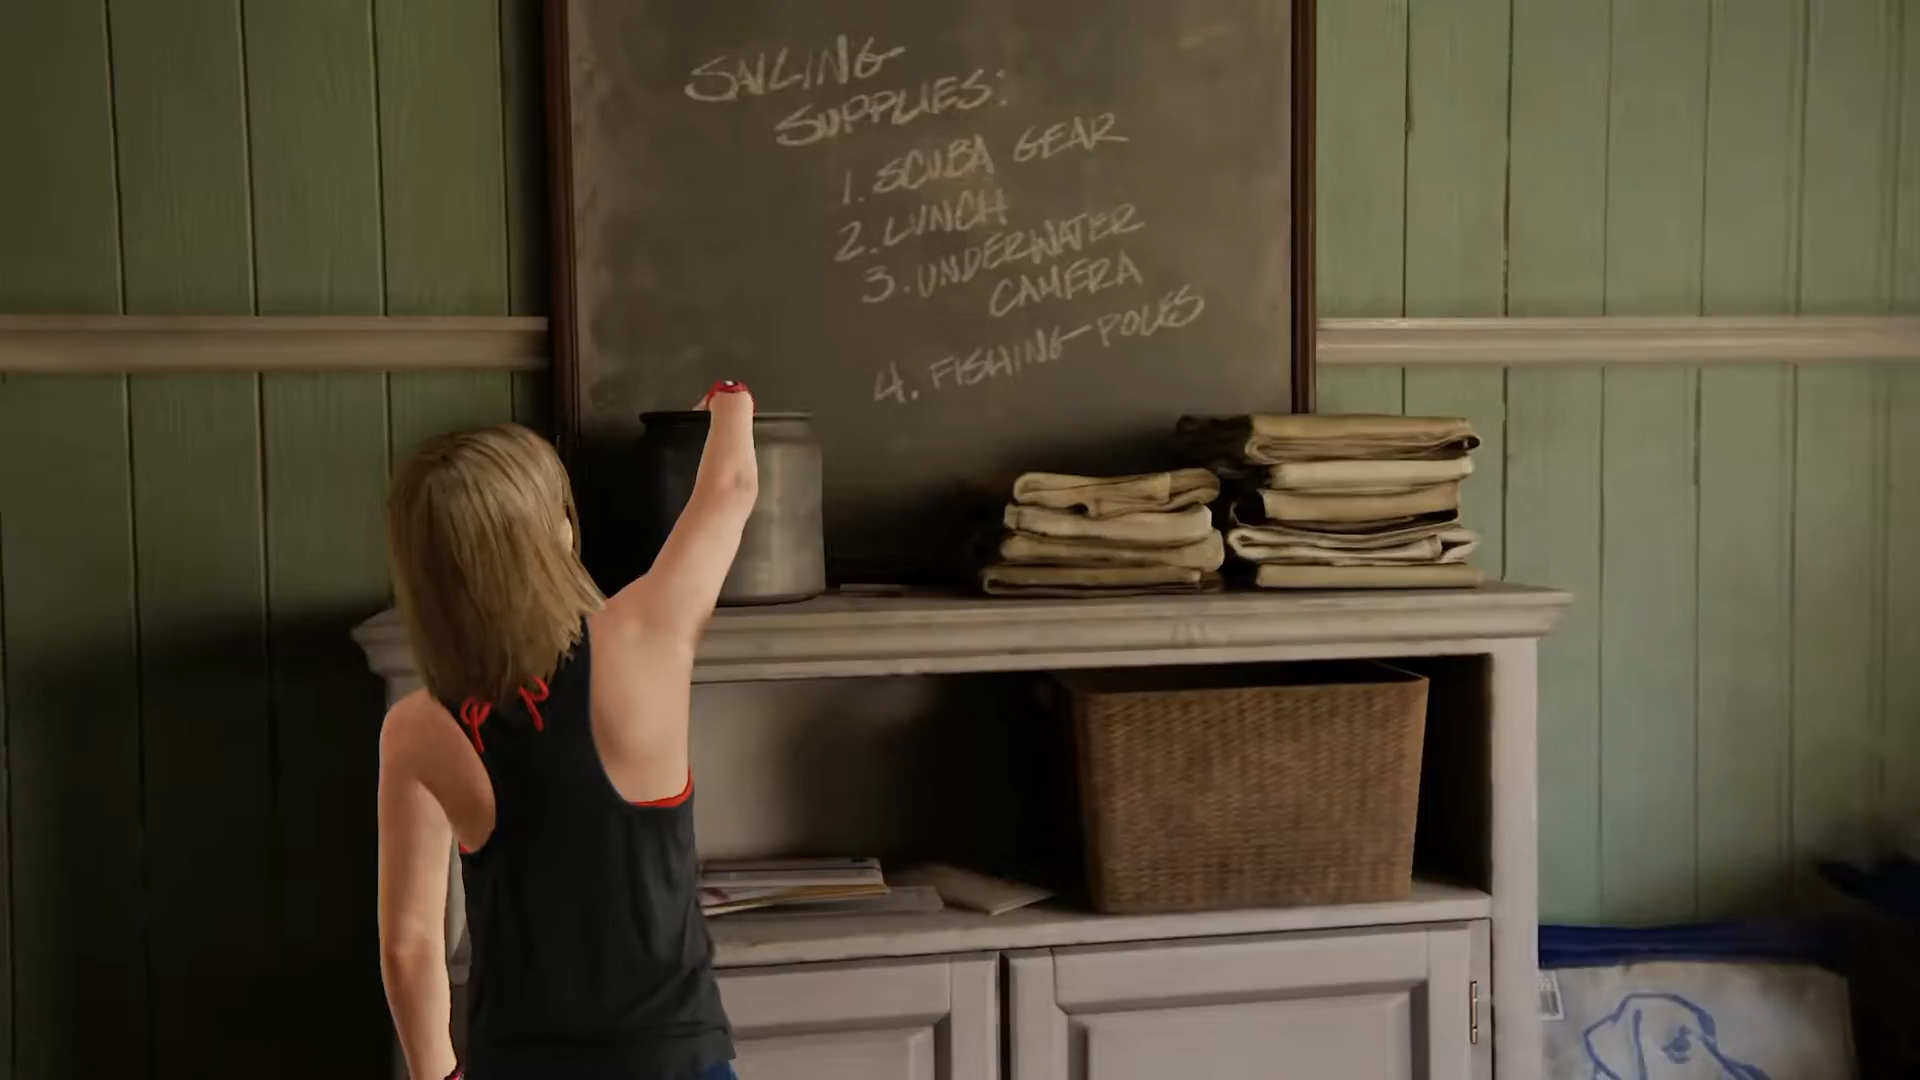 SAILING
SUPPLIES:
1. SCUBA GEAR
2. LUNCH
3. UNDERWATER
CAMERA
4. FISHING POLES